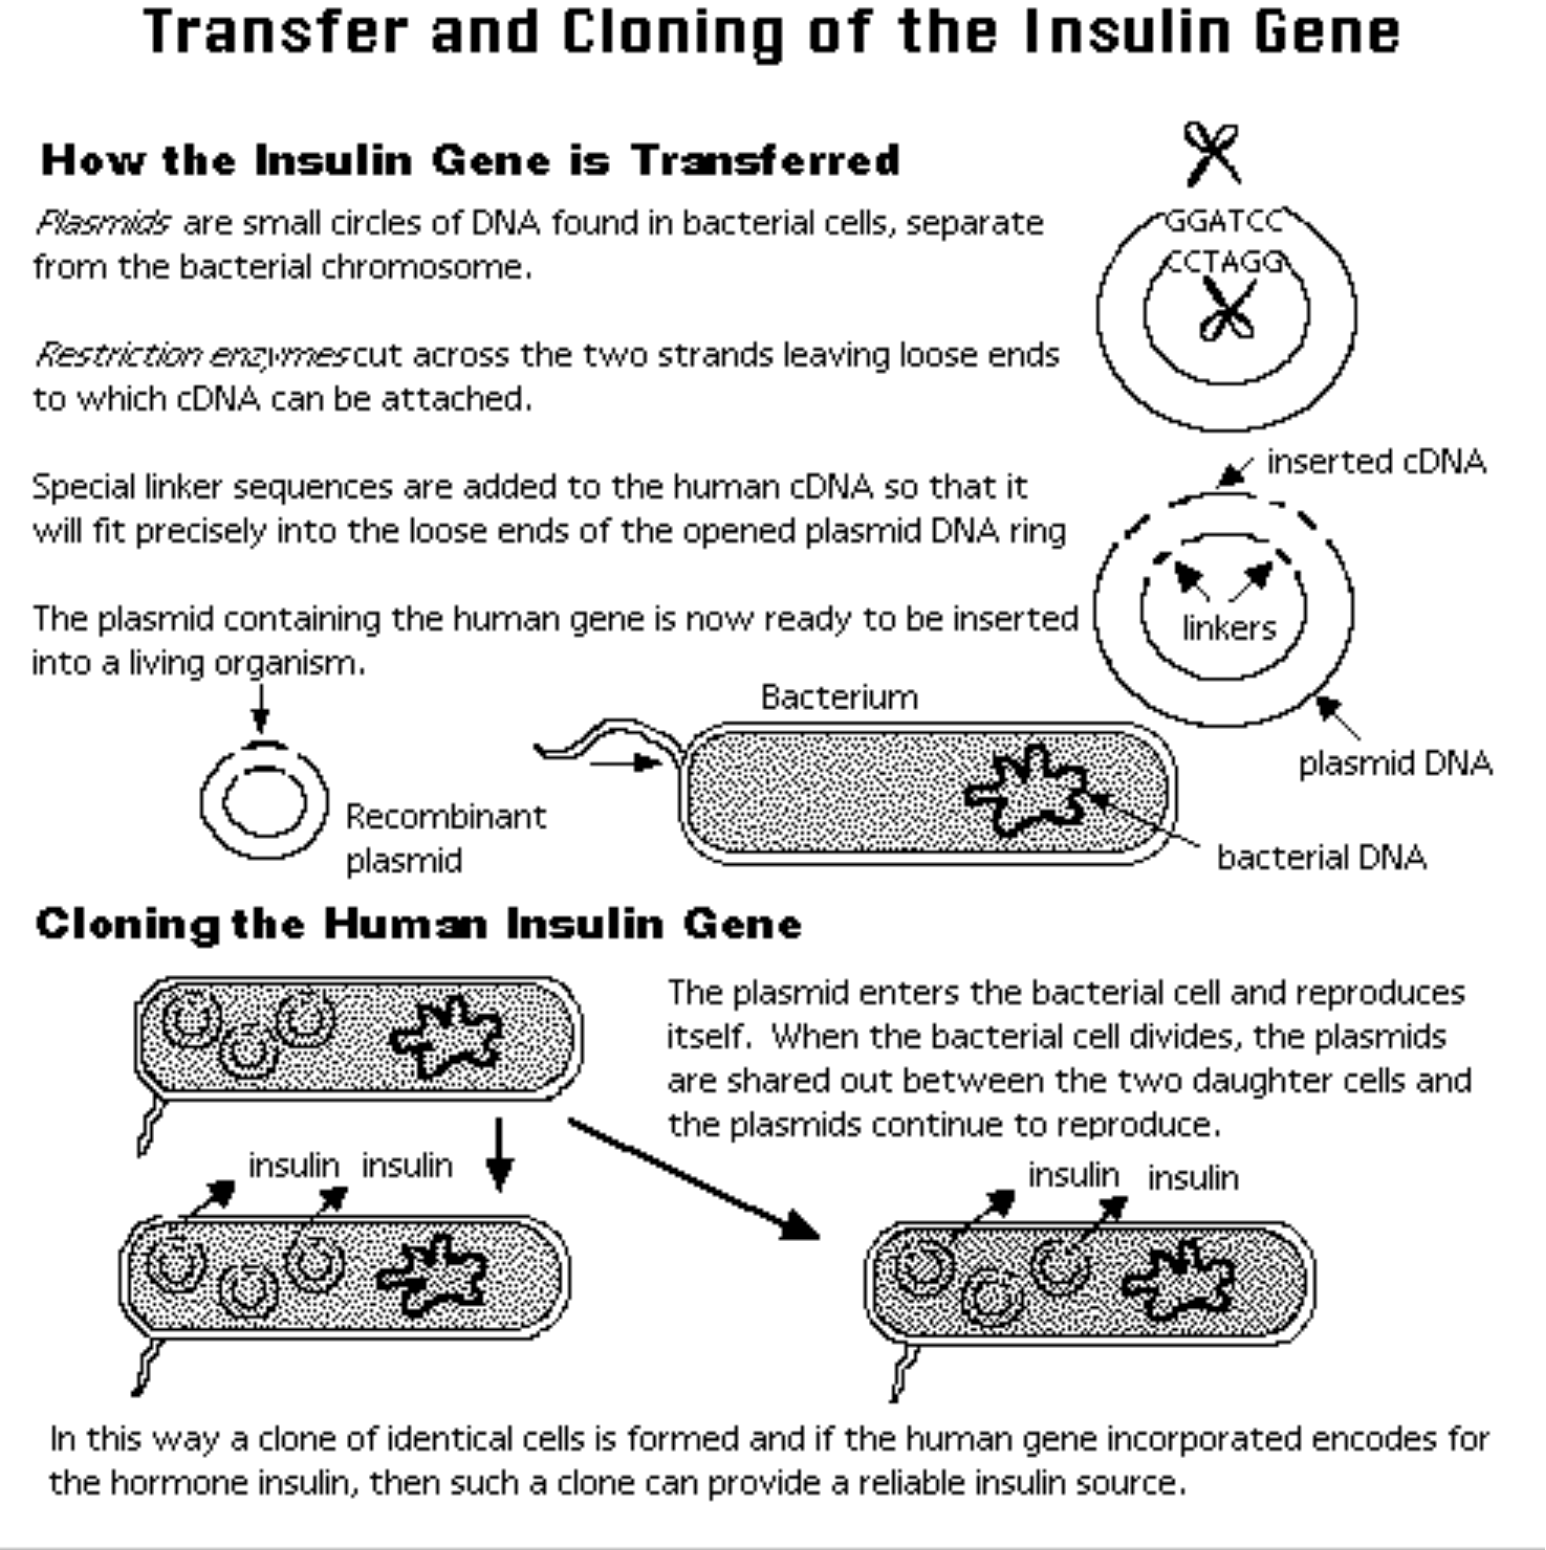 Transfer and Cloning of the Insulin Gene
How the Insulin Gene is Transferred
Plasmids are small circles of DNA found in bacterial cells, separate
from the bacterial chromosome.
GGATCC
CCTAGG
Restriction enzymes cut across the two strands leaving loose ends
to which cDNA can be attached.
inserted cDNA
Special linker sequences are added to the human cDNA so that it
will fit precisely into the loose ends of the opened plasmid DNA ring
linkers
The plasmid containing the human gene is now ready to be inserted
into a living organism.
Bacterium
plasmid DNA
Recombinant
plasmid
bacterial DNA
Cloning the Human Insulin Gene
The plasmid enters the bacterial cell and reproduces
itself. When the bacterial cell divides, the plasmids
are shared out between the two daughter cells and
the plasmids continue to reproduce.
insulin insulin
insulin insulin
In this way a clone of identical cells is formed and if the human gene incorporated encodes for
the hormone insulin, then such a clone can provide a reliable insulin source.